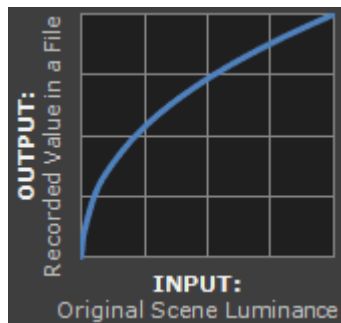 OUTPUT:
Recorded Value in a File
INPUT:
Original Scene Luminance